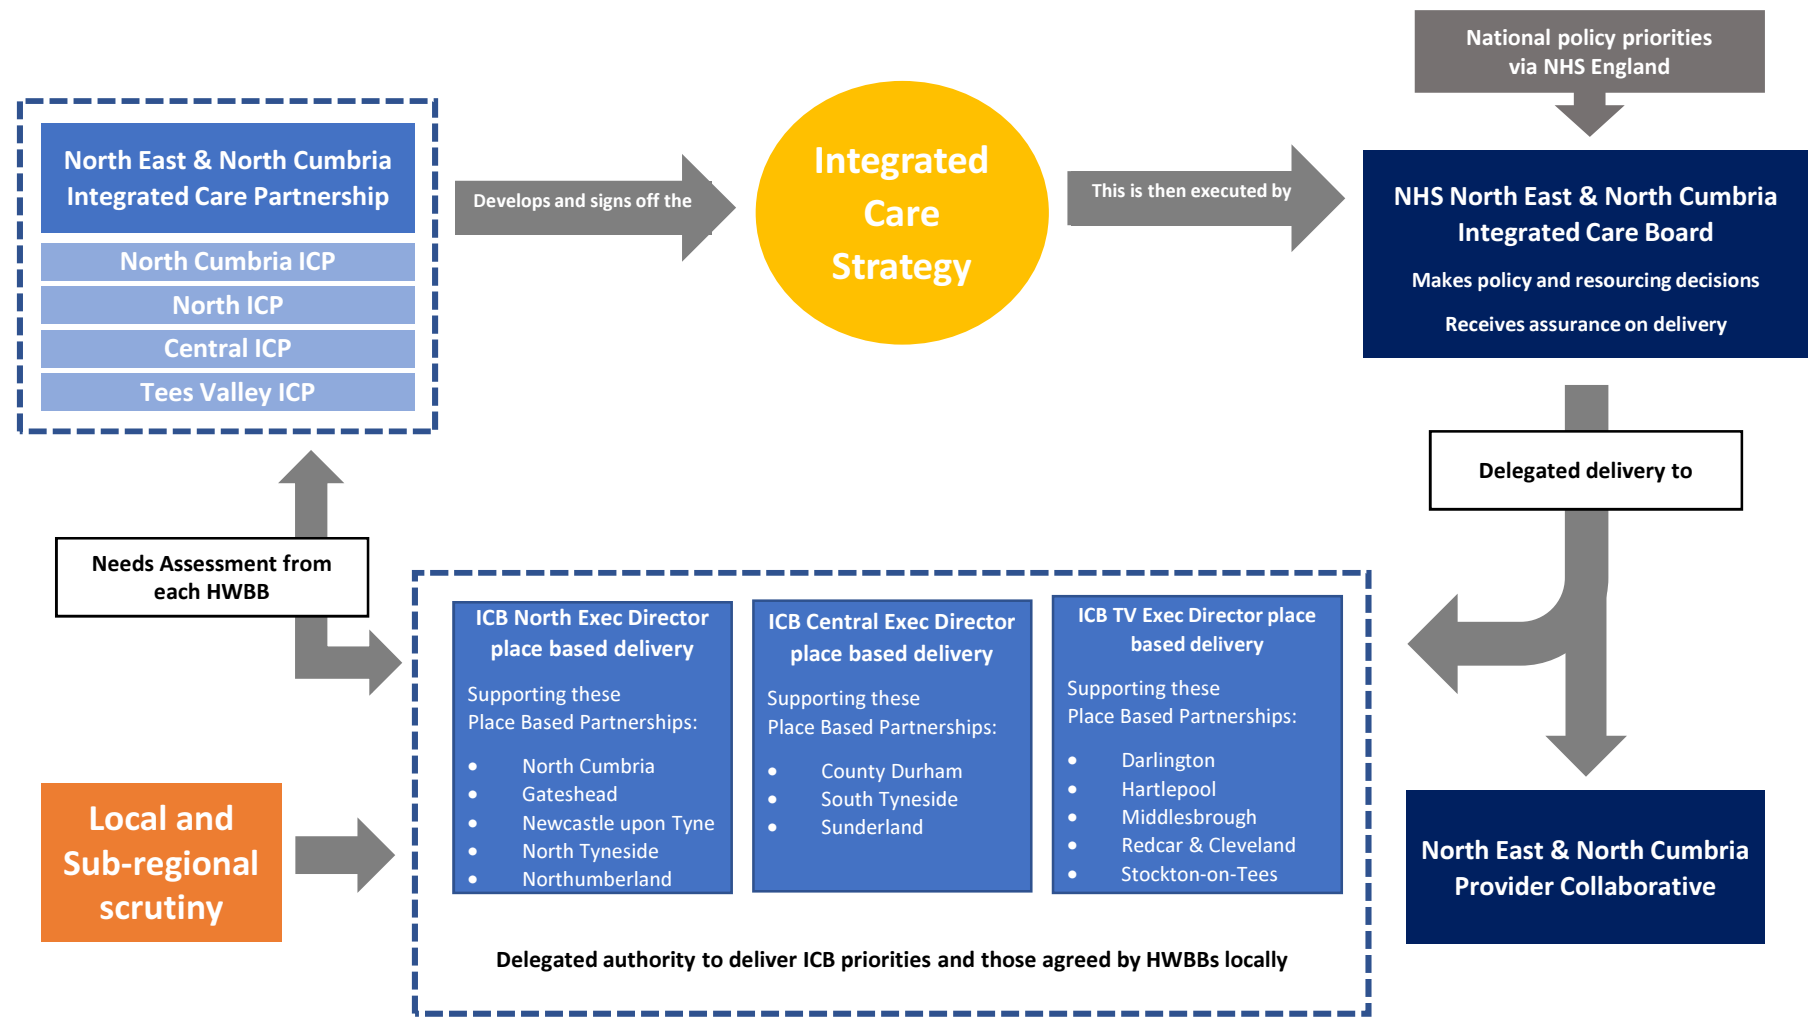 National policy priorities
via NHS England
North East & North Cumbria
Integrated Care Partnership
North Cumbria ICP
North ICP
Central ICP
Tees Valley ICP
Develops and signs off the
Integrated
Care
Strategy
This is then executed by
NHS North East & North Cumbria
Integrated Care Board
Makes policy and resourcing decisions
Receives assurance on delivery
Delegated delivery to
Needs Assessment from
each HWBB
ICB North Exec Director
place based delivery
Supporting these
Place Based Partnerships:
• North Cumbria
• Gateshead
• Newcastle upon Tyne
• North Tyneside
• Northumberland
ICB Central Exec Director
place based delivery
Supporting these
Place Based Partnerships:
• County Durham
• South Tyneside
• Sunderland
ICB TV Exec Director place
based delivery
Supporting these
Place Based Partnerships:
• Darlington
• Hartlepool
• Middlesbrough
• Redcar & Cleveland
• Stockton-on-Tees
Delegated authority to deliver ICB priorities and those agreed by HWBBs locally
Local and
Sub-regional
scrutiny
North East & North Cumbria
Provider Collaborative